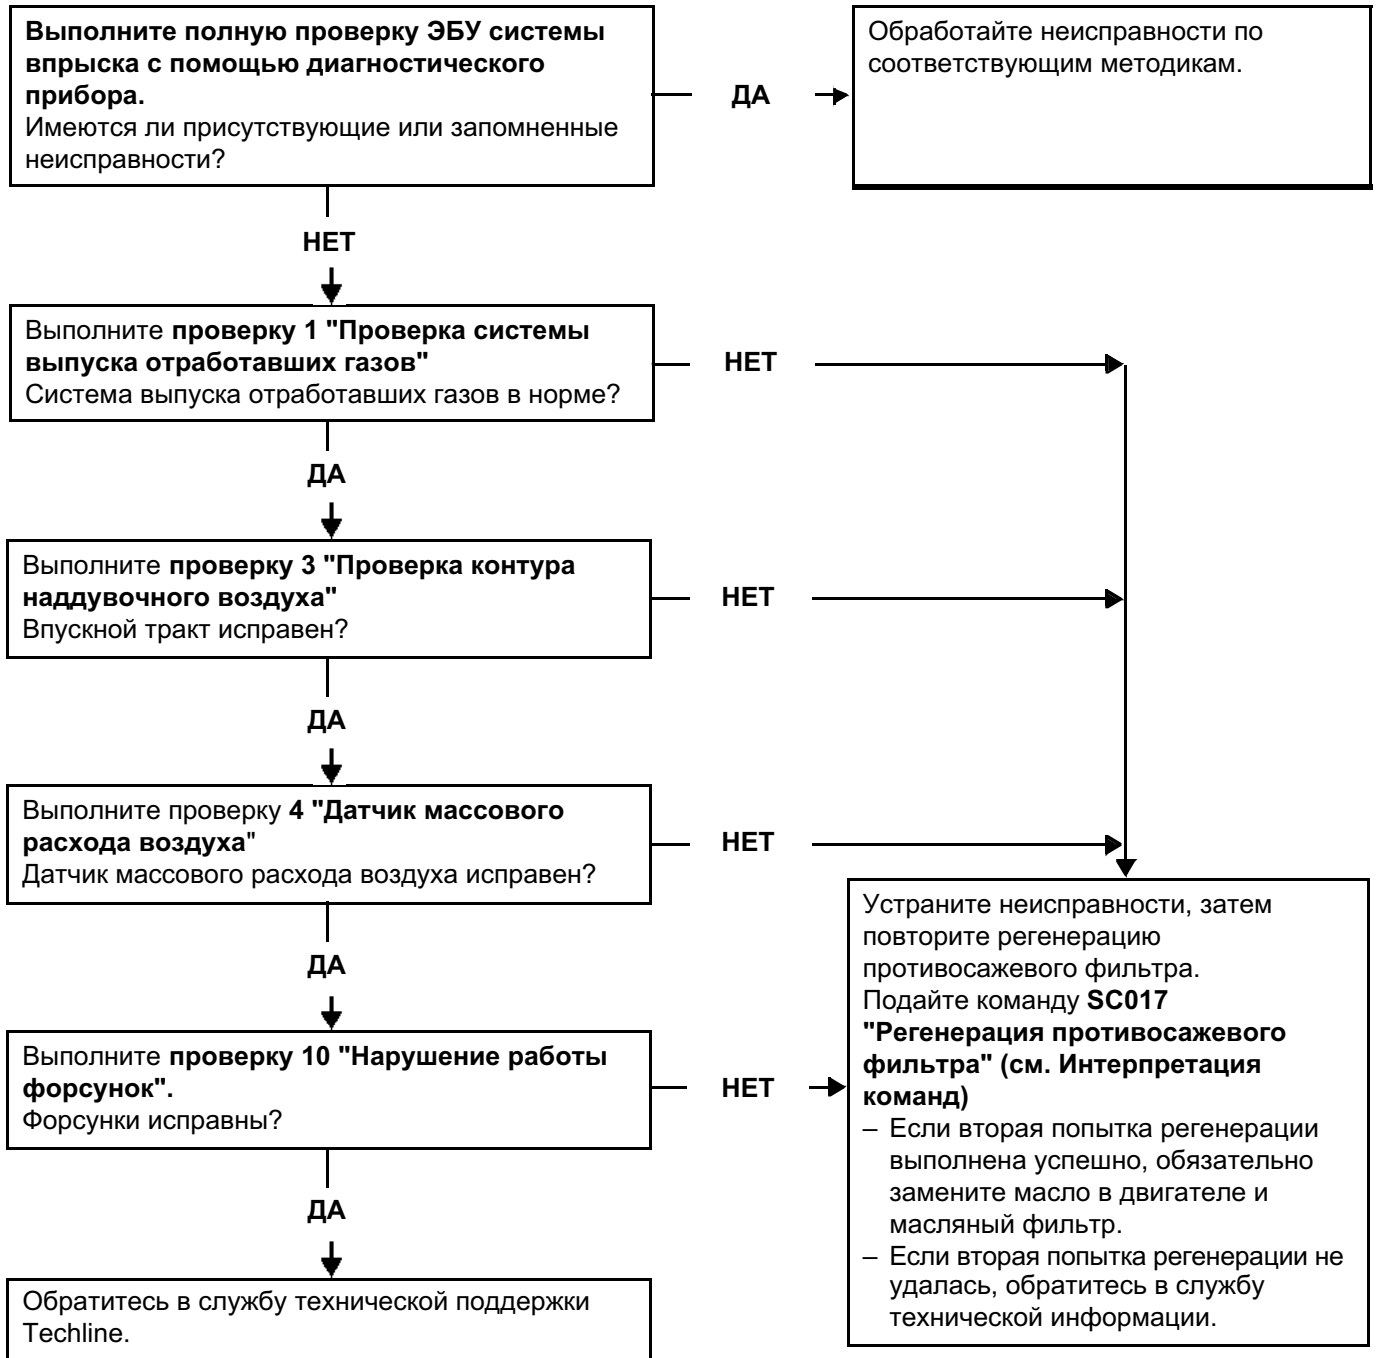 Выполните полную проверку ЭБУ системы
впрыска с помощью диагностического
прибора.
Имеются ли присутствующие или запомненные
неисправности?
ДА
Обработайте неисправности по
соответствующим методикам.
НЕТ
Выполните проверку 1 "Проверка системы
выпуска отработавших газов"
Система выпуска отработавших газов в норме?
НЕТ
ДА
Выполните проверку 3 "Проверка контура
наддувочного воздуха"
Впускной тракт исправен?
НЕТ
ДА
Выполните проверку 4 "Датчик массового
расхода воздуха"
Датчик массового расхода воздуха исправен?
НЕТ
ДА
Выполните проверку 10 "Нарушение работы
форсунок".
Форсунки исправны?
НЕТ
Устраните неисправности, затем
повторите регенерацию
противосажевого фильтра.
Подайте команду SC017
"Регенерация противосажевого
фильтра" (см. Интерпретация
команд)
– Если вторая попытка регенерации
выполнена успешно, обязательно
замените масло в двигателе и
масляный фильтр.
– Если вторая попытка регенерации не
удалась, обратитесь в службу
технической информации.
ДА
Обратитесь в службу технической поддержки
Techline.